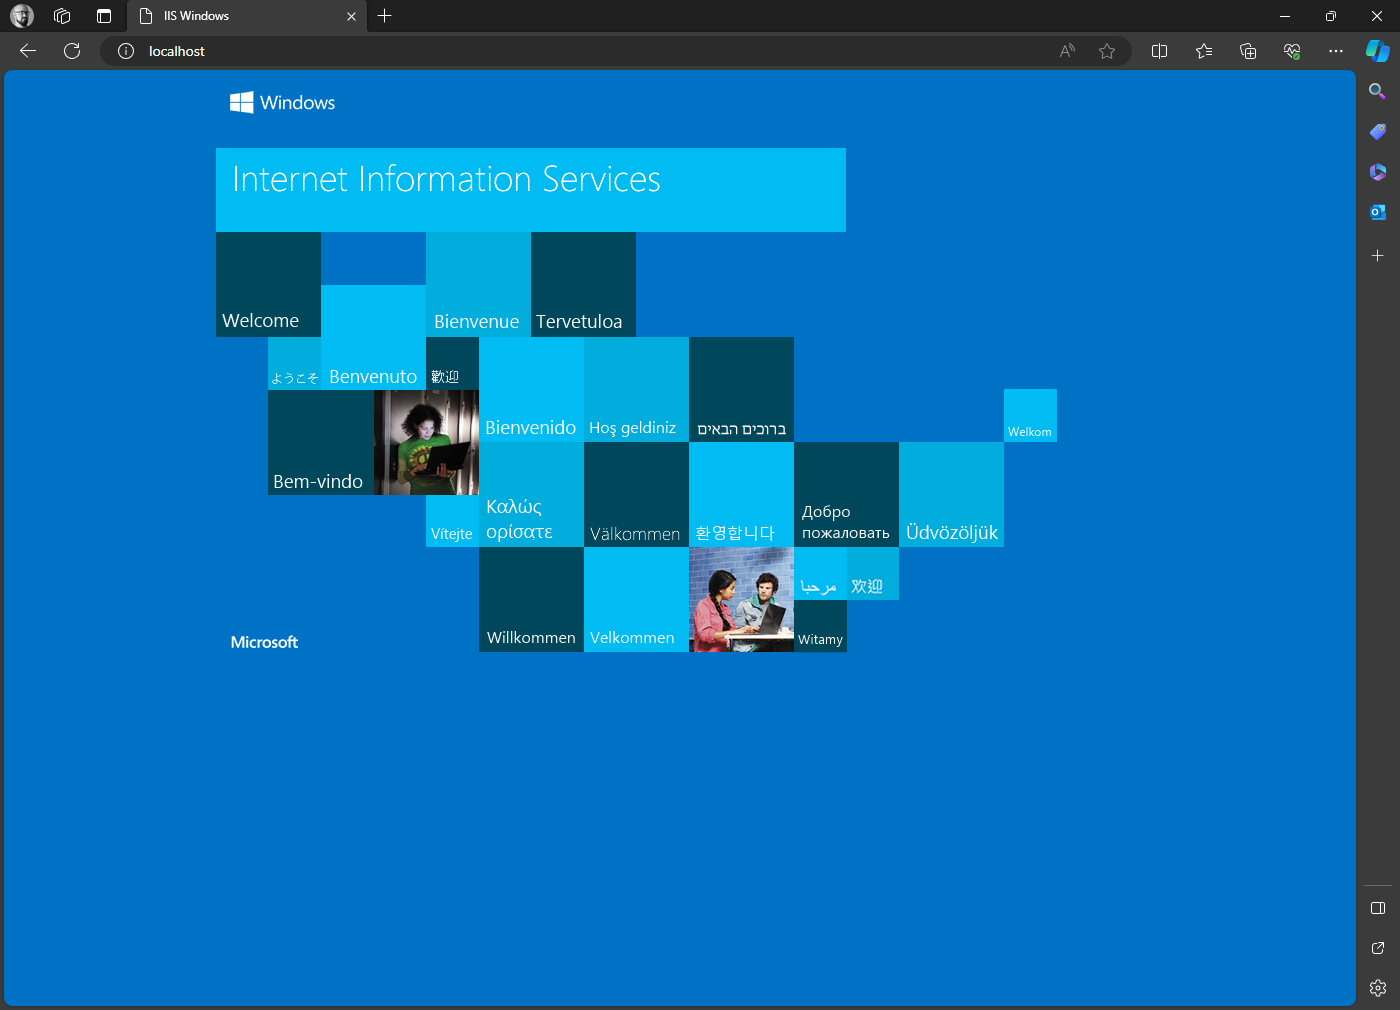 IIS Windows
localhost
Windows
Internet Information Services
Welcome
Bienvenue
Tervetuloa
ようこそ
Benvenuto
歡迎
Bienvenido
Hoş geldiniz
ברוכים הבאים
Welkom
Bem-vindo
Vítejte
Καλώς
ορίσατε
Välkommen
환영합니다
Добро
пожаловать
Üdvözöljük
Microsoft
Willkommen
Velkommen
مرحبا
欢迎
Witamy